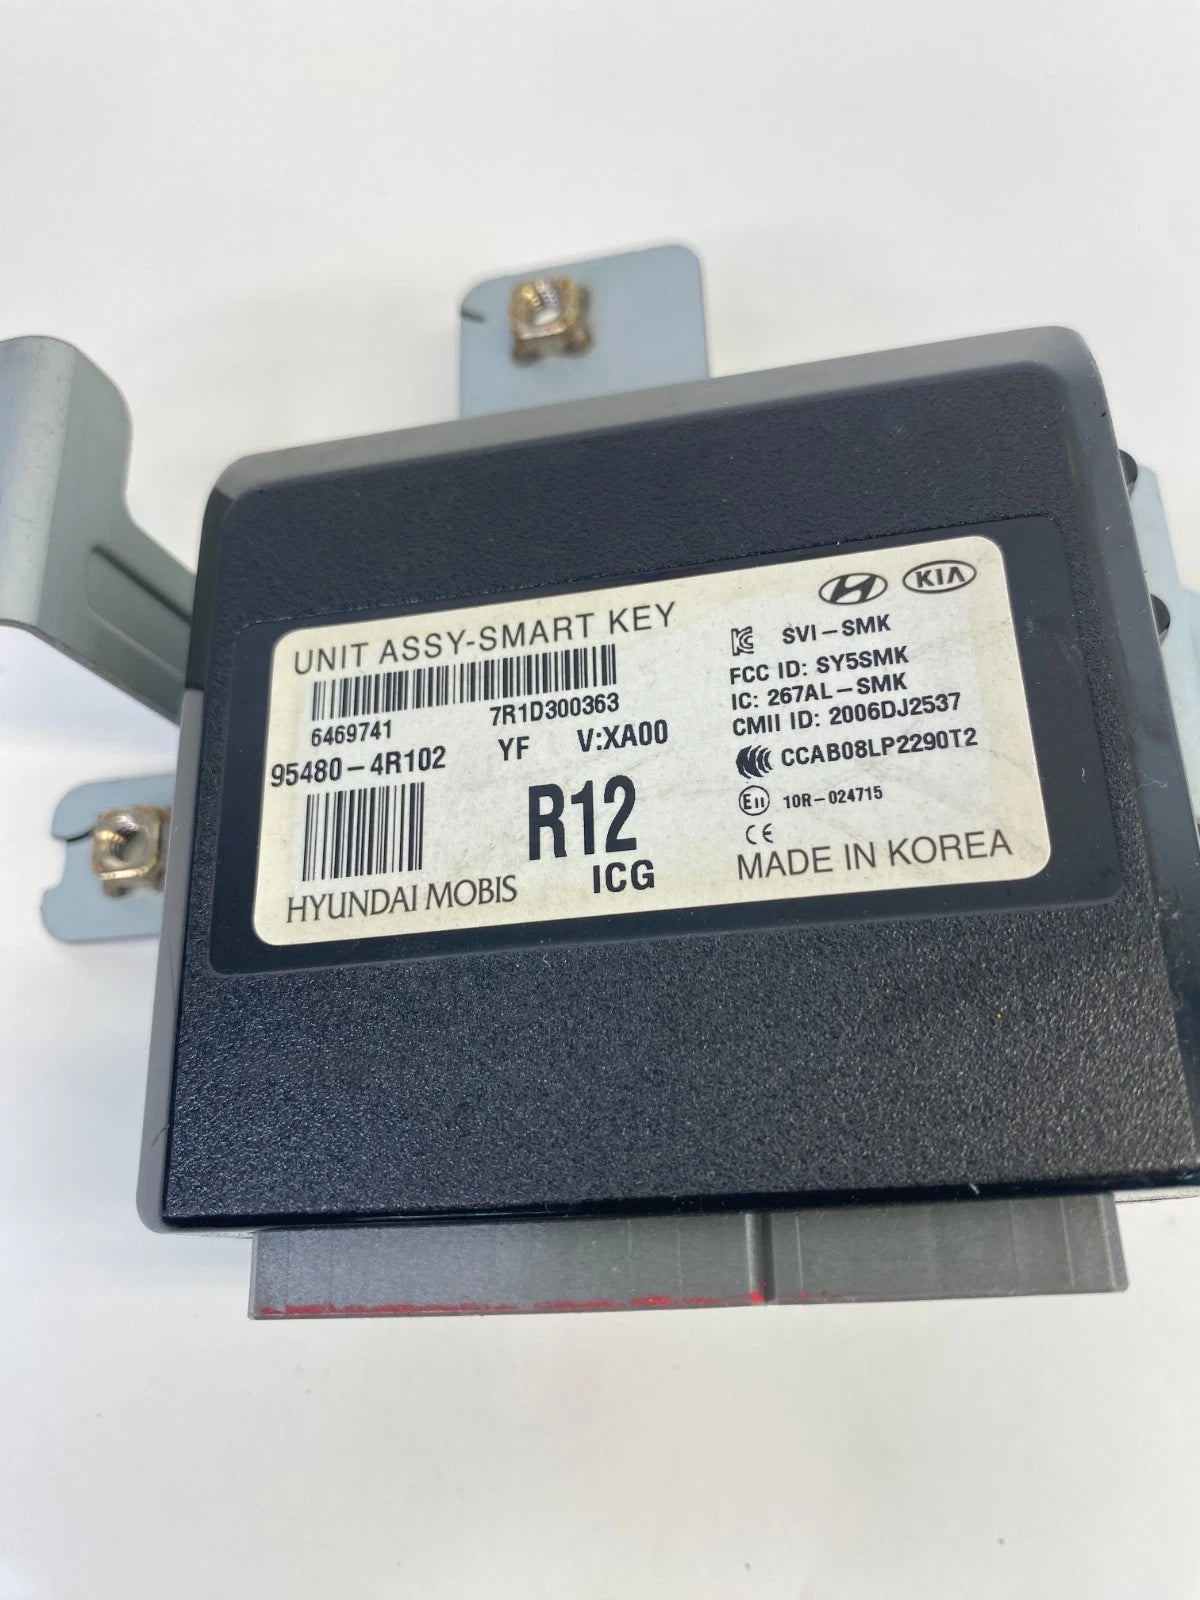 UNIT ASSY-SMART KEY
6469741 7R1D300363
95480-4R102 YF V:XA00
R12
ICG
HYUNDAI MOBIS
KIA
SVI-SMK
FCC ID: SY5SMK
IC: 267AL-SMK
CMII ID: 2006DJ2537
CCAB08LP2290T2
E11 10R-024715
CE
MADE IN KOREA